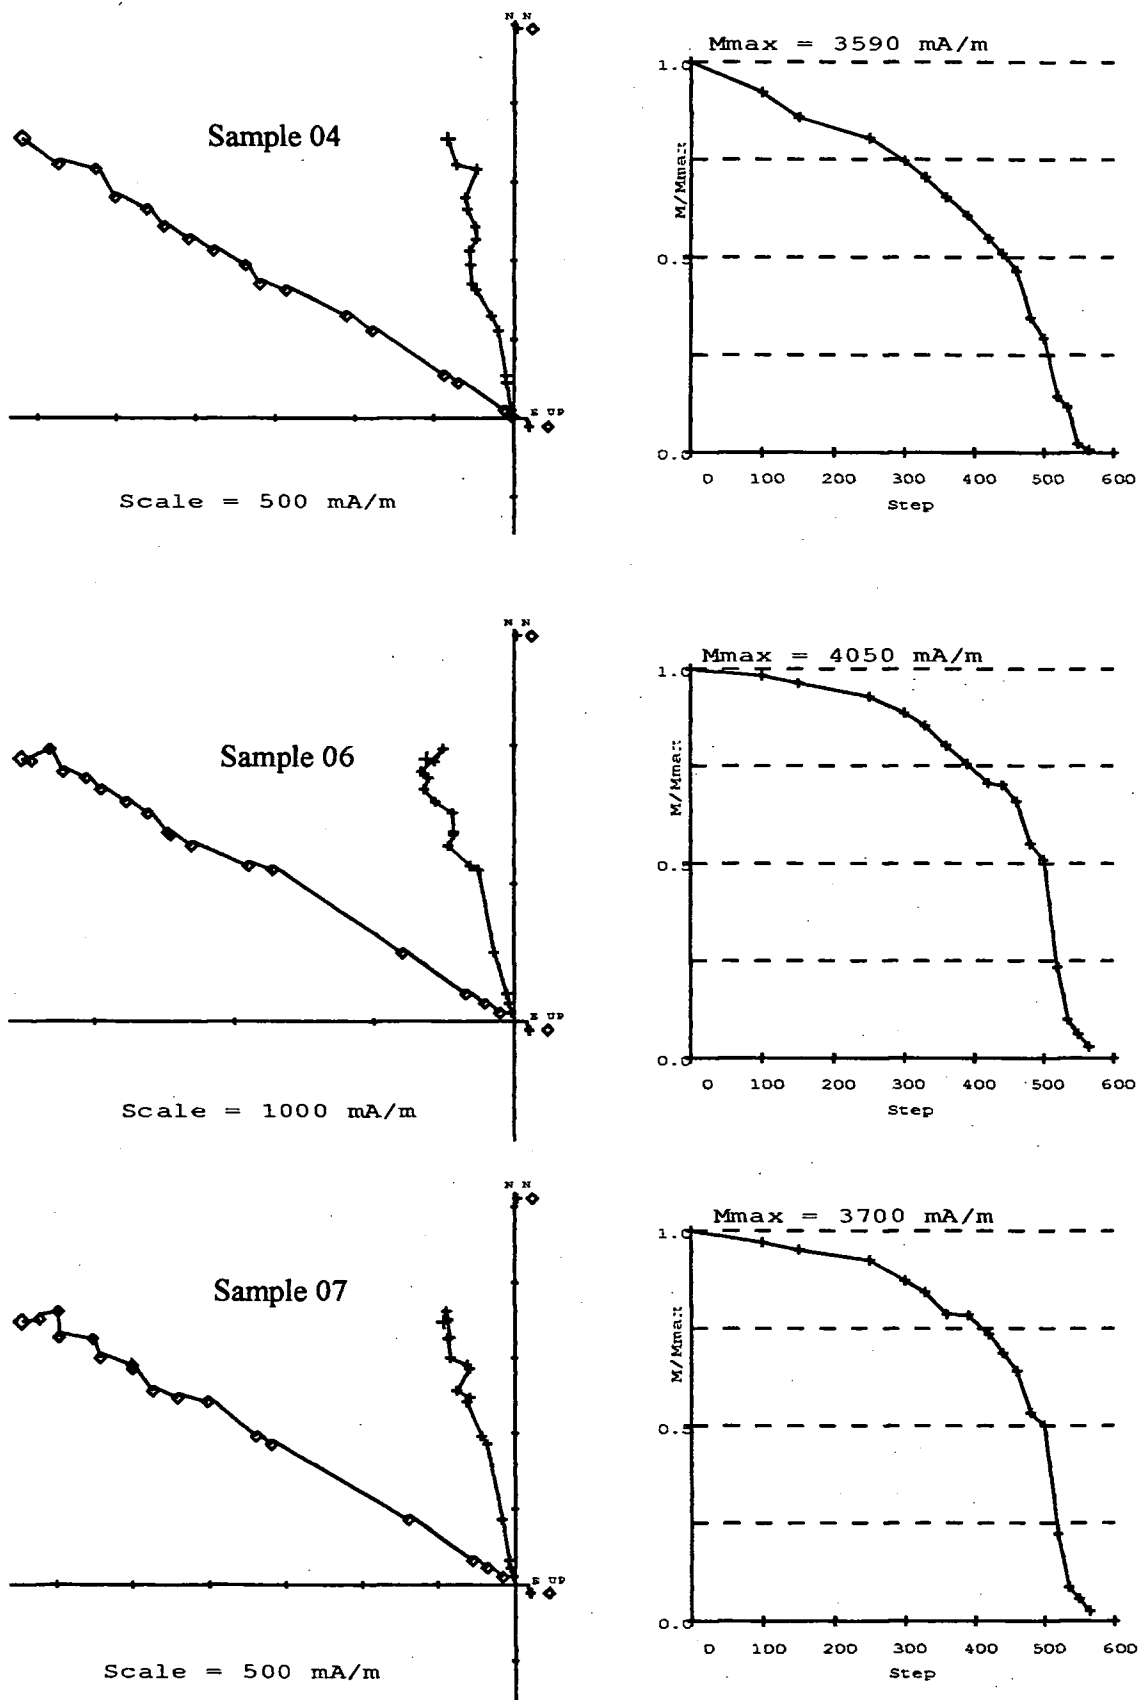 N N
Sample 04
E UP
Scale = 500 mA/m
Mmax = 3590 mA/m
1.0
M/Mmax
0.5
0.0
0 100 200 300 400 500 600
Step
N N
Sample 06
E UP
Scale = 1000 mA/m
Mmax = 4050 mA/m
1.0
M/Mmax
0.5
0.0
0 100 200 300 400 500 600
Step
N N
Sample 07
E UP
Scale = 500 mA/m
Mmax = 3700 mA/m
1.0
M/Mmax
0.5
0.0
0 100 200 300 400 500 600
Step